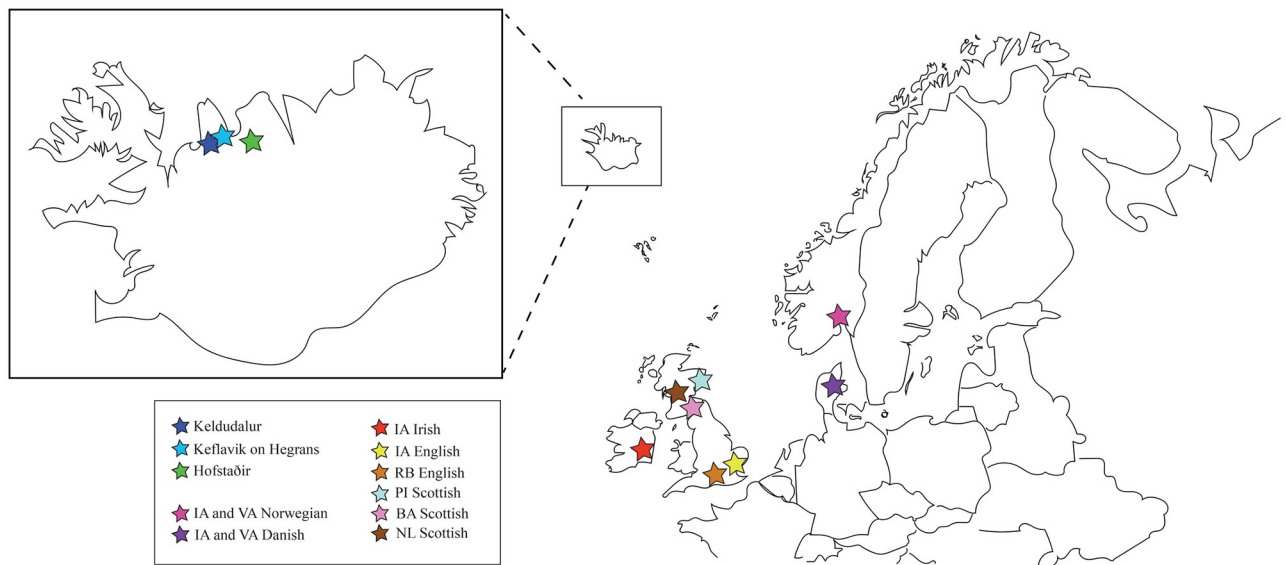 Keldudalur
Keflavik on Hegrans
Hofstaðir
IA and VA Norwegian
IA and VA Danish
IA Irish
IA English
RB English
PI Scottish
BA Scottish
NL Scottish